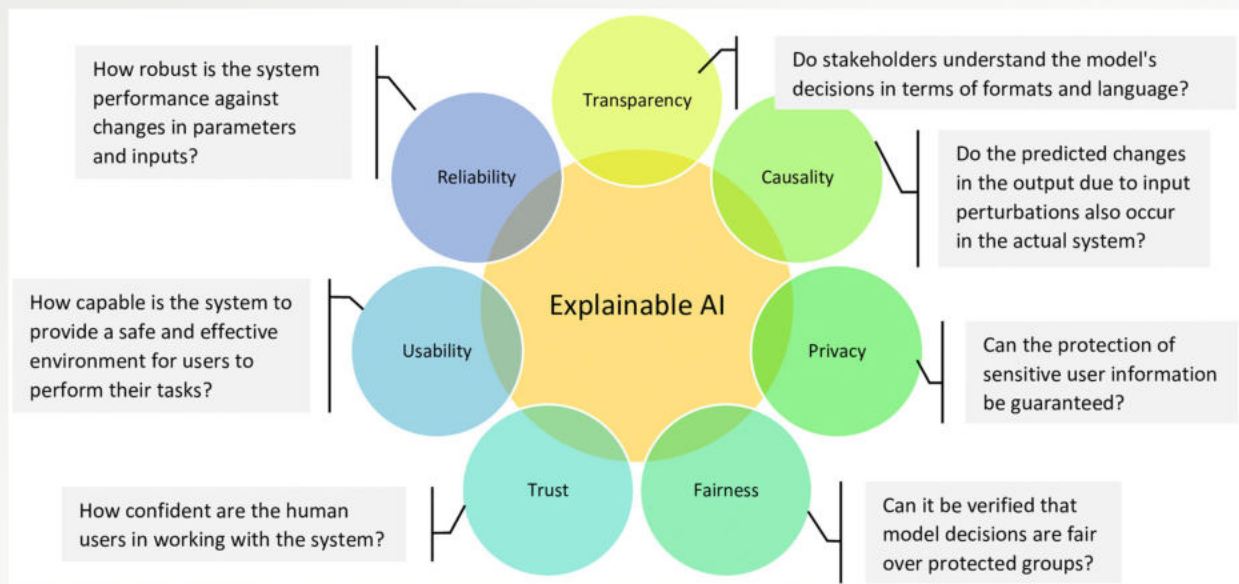 How robust is the system
performance against
changes in parameters
and inputs?
Transparency
Do stakeholders understand the model's
decisions in terms of formats and language?
Reliability
Causality
Do the predicted changes
in the output due to input
perturbations also occur
in the actual system?
Explainable AI
How capable is the system to
provide a safe and effective
environment for users to
perform their tasks?
Usability
Privacy
Can the protection of
sensitive user information
be guaranteed?
Trust
Fairness
How confident are the human
users in working with the system?
Can it be verified that
model decisions are fair
over protected groups?